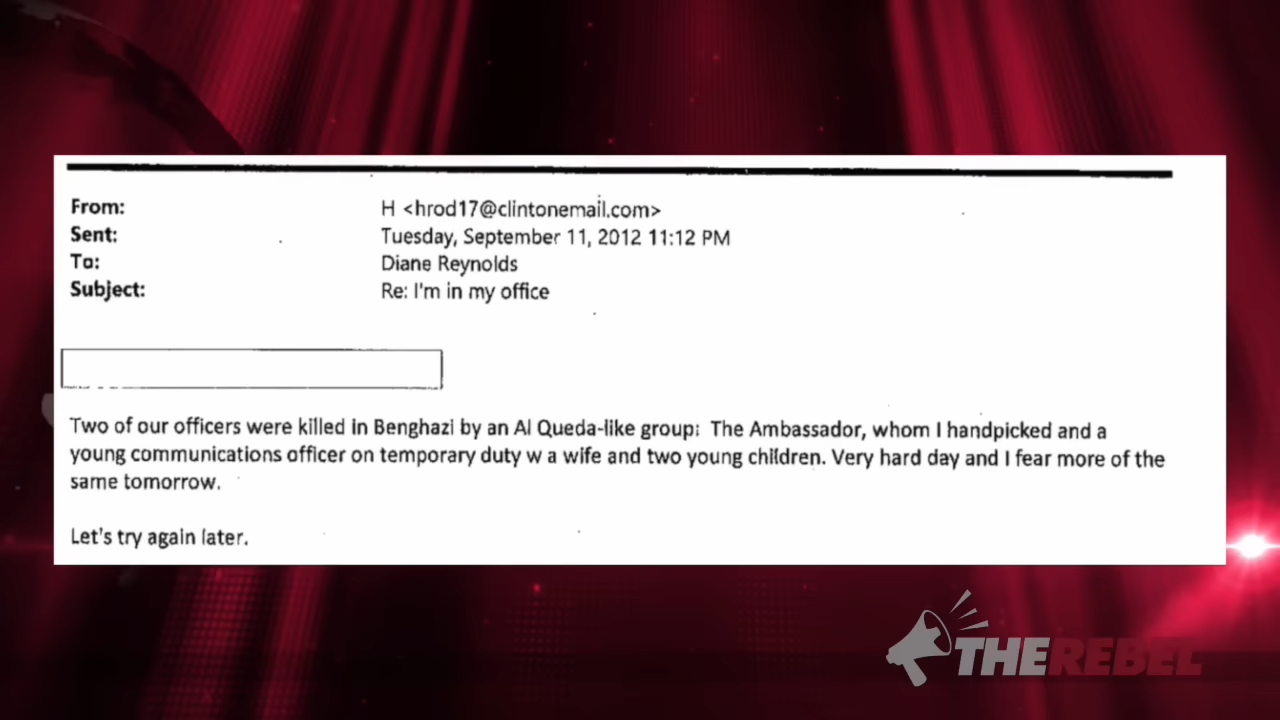 From: H <hrod17@clintonemail.com>
Sent: Tuesday, September 11, 2012 11:12 PM
To: Diane Reynolds
Subject: Re: I'm in my office
Two of our officers were killed in Benghazi by an Al Queda-like group: The Ambassador, whom I handpicked and a
young communications officer on temporary duty w a wife and two young children. Very hard day and I fear more of the
same tomorrow.
Let's try again later.
THE REBEL